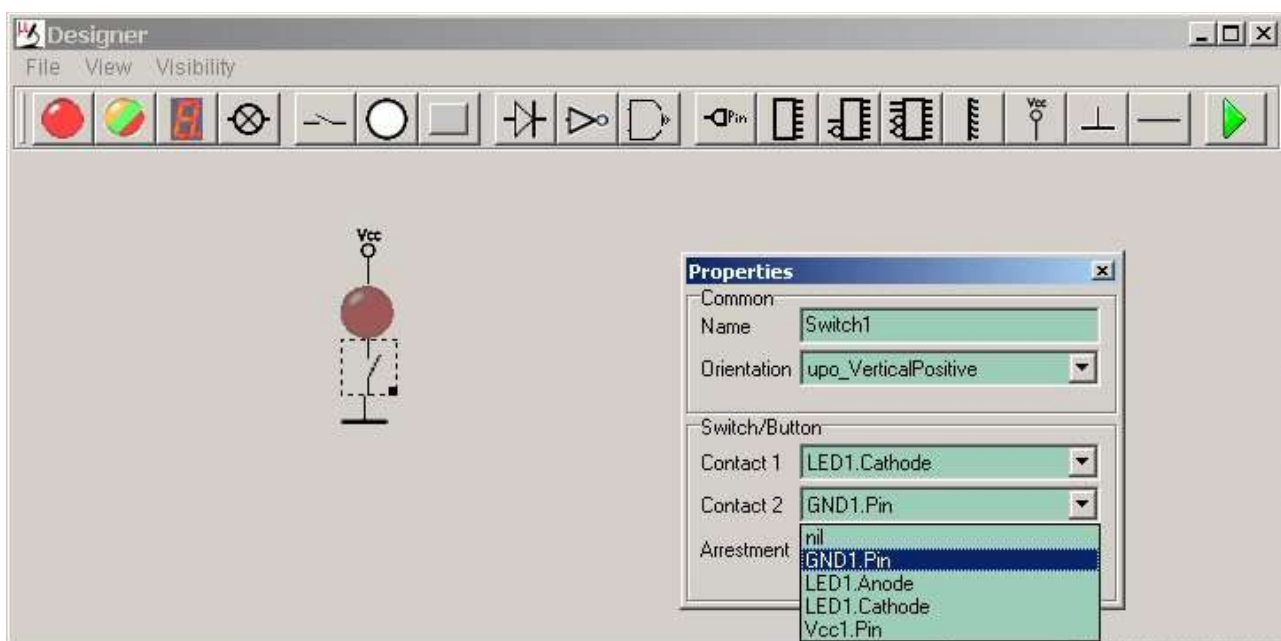 Designer
File View Visibility
Pin Vcc
Vcc
Properties
Common
Name Switch1
Orientation upo_VerticalPositive
Switch/Button
Contact 1 LED1.Cathode
Contact 2 GND1.Pin
Arrestment
nil
GND1.Pin
LED1.Anode
LED1.Cathode
Vcc1.Pin